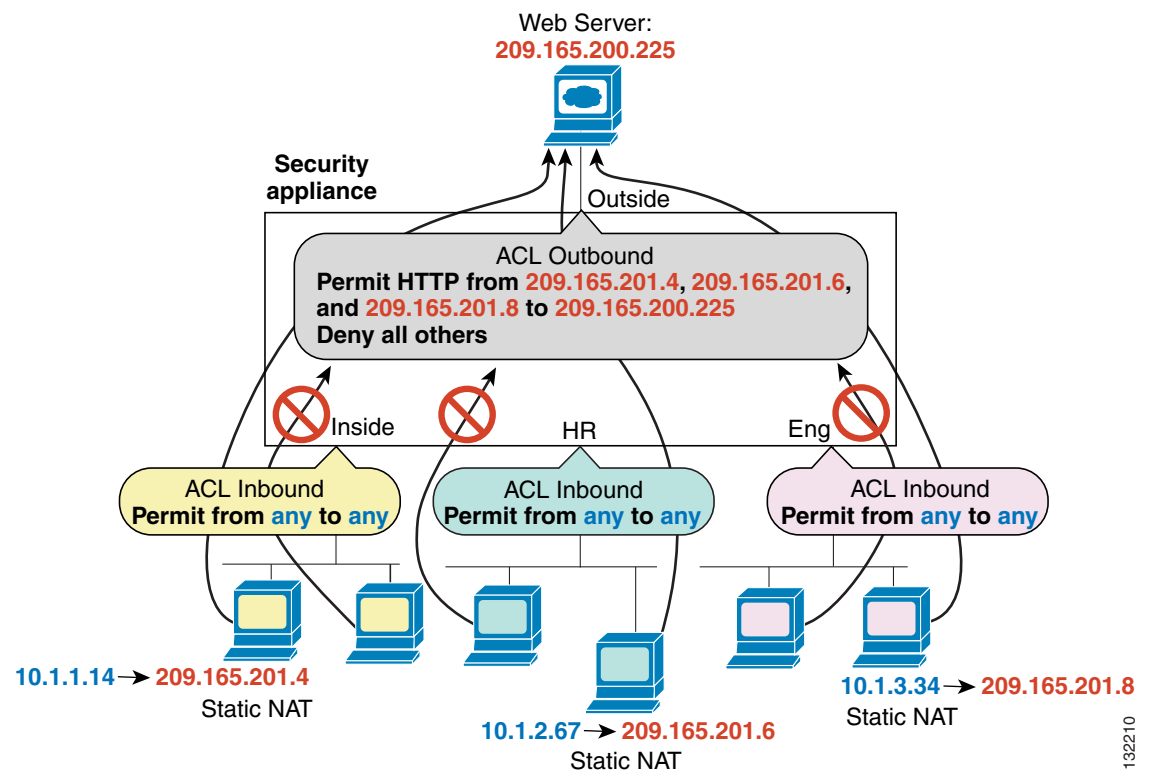 Web Server:
209.165.200.225
Security
appliance
Outside
ACL Outbound
Permit HTTP from 209.165.201.4, 209.165.201.6,
and 209.165.201.8 to 209.165.200.225
Deny all others
Inside
HR
Eng
ACL Inbound
Permit from any to any
ACL Inbound
Permit from any to any
ACL Inbound
Permit from any to any
10.1.1.14 209.165.201.4
Static NAT
10.1.2.67 209.165.201.6
Static NAT
10.1.3.34 209.165.201.8
Static NAT
132210